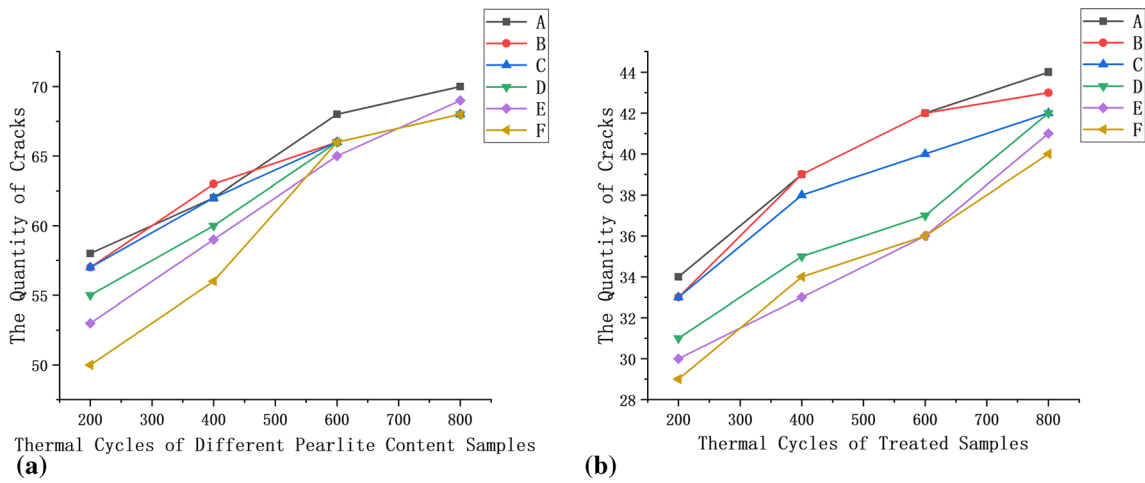 A
B
C
D
E
F
The Quantity of Cracks
70
65
60
55
50
200 300 400 500 600 700 800
Thermal Cycles of Different Pearlite Content Samples
(a)
A
B
C
D
E
F
The Quantity of Cracks
44
42
40
38
36
34
32
30
28
200 300 400 500 600 700 800
Thermal Cycles of Treated Samples
(b)